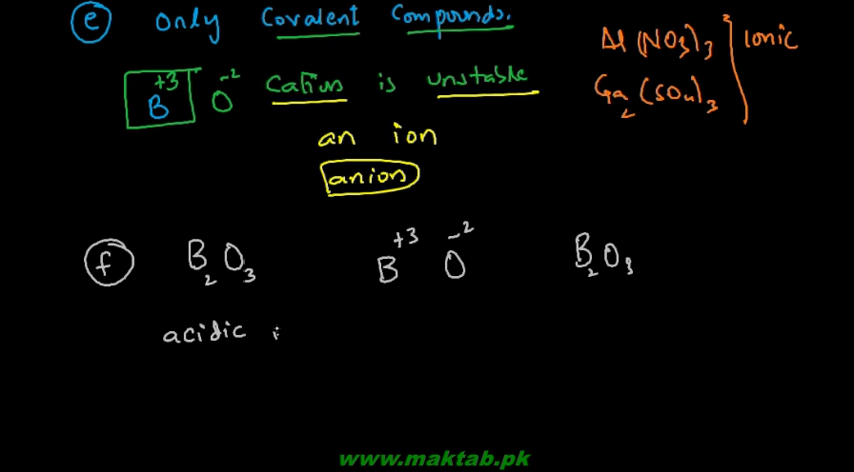 e only Covalent Compounds.
Al(NO3)3
Ionic
Ga2(SO4)3
B+3 O-2 Cation is unstable
an ion
anion
f B2O3 B+3 O-2 B2O3
acidic
www.maktab.pk